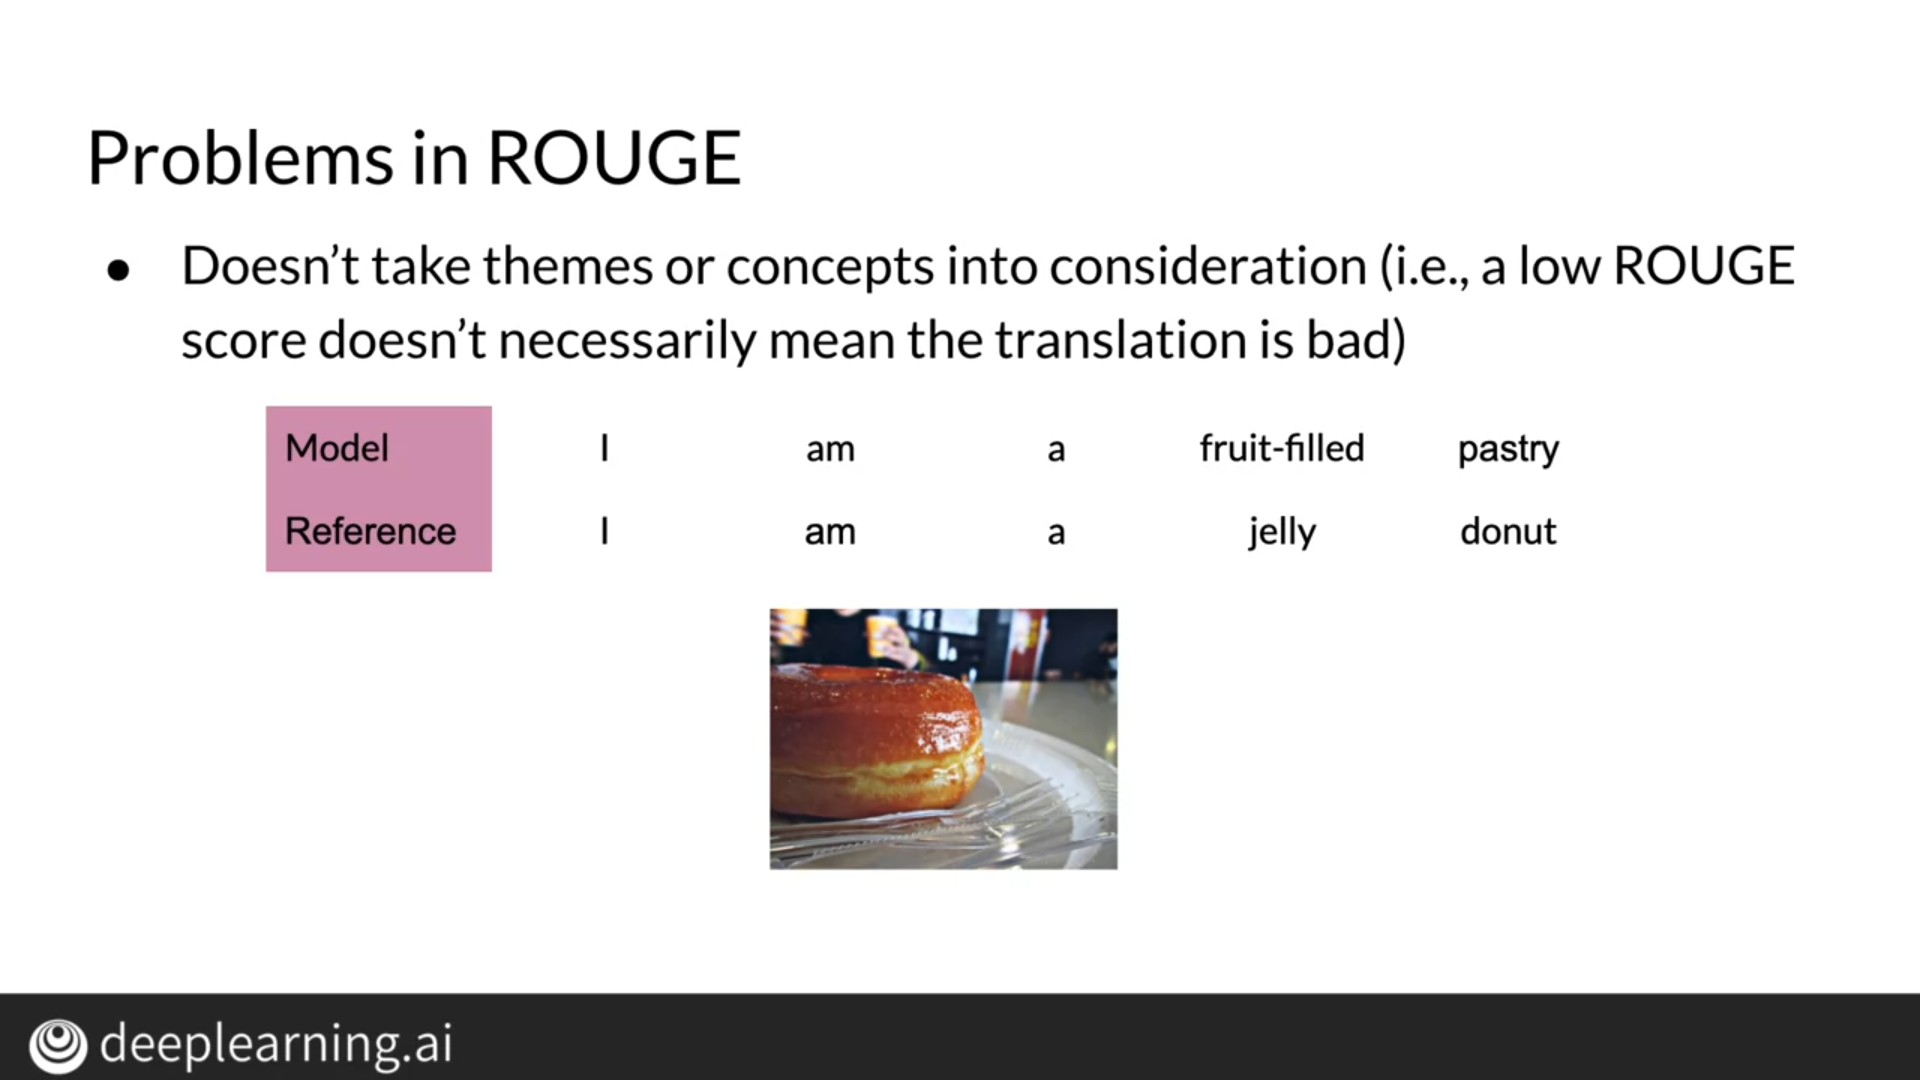 Problems in ROUGE
● Doesn’t take themes or concepts into consideration (i.e., a low ROUGE
score doesn’t necessarily mean the translation is bad)
Model I am a fruit-filled pastry
Reference I am a jelly donut
deeplearning.ai